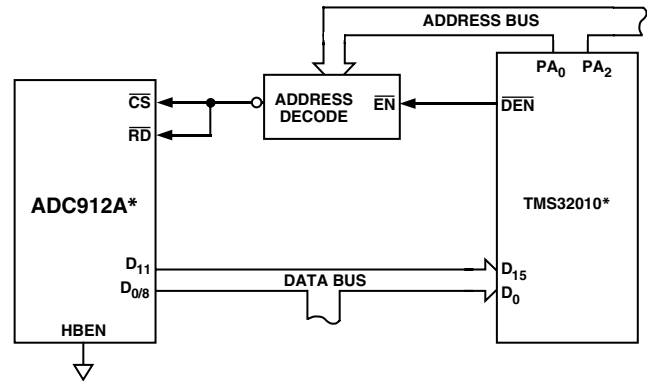 ADDRESS BUS
PA0 PA2
CS
RD
ADDRESS
DECODE
EN
DEN
ADC912A*
TMS32010*
D11
D0/8
DATA BUS
D15
D0
HBEN